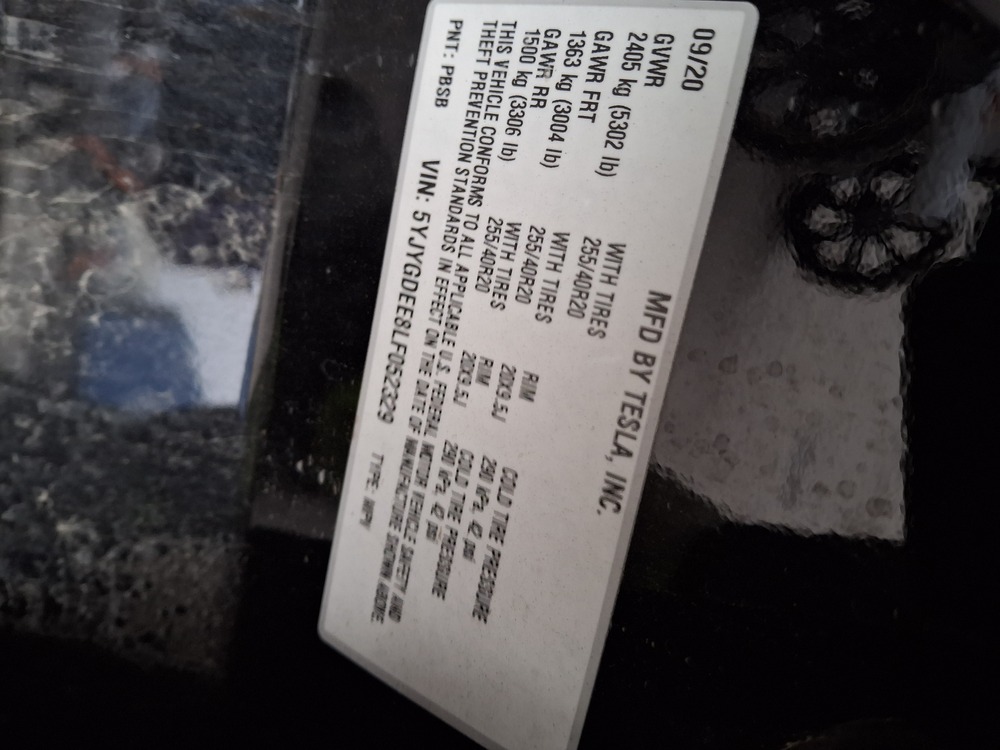 MFD BY TESLA, INC.
09/20
GVWR
2405 kg (5302 lb)
GAWR FRT WITH TIRES RIM COLD TIRE PRESSURE
1363 kg (3004 lb) 255/40R20 20X9.5J 290 kPa, 42 psi
GAWR RR WITH TIRES RIM COLD TIRE PRESSURE
1500 kg (3306 lb) 255/40R20 20X9.5J 290 kPa, 42 psi
THIS VEHICLE CONFORMS TO ALL APPLICABLE U.S. FEDERAL MOTOR VEHICLE SAFETY AND
THEFT PREVENTION STANDARDS IN EFFECT ON THE DATE OF MANUFACTURE SHOWN ABOVE.
PNT: PBSB VIN: 5YJYGDEE8LF052329 TYPE: MPV